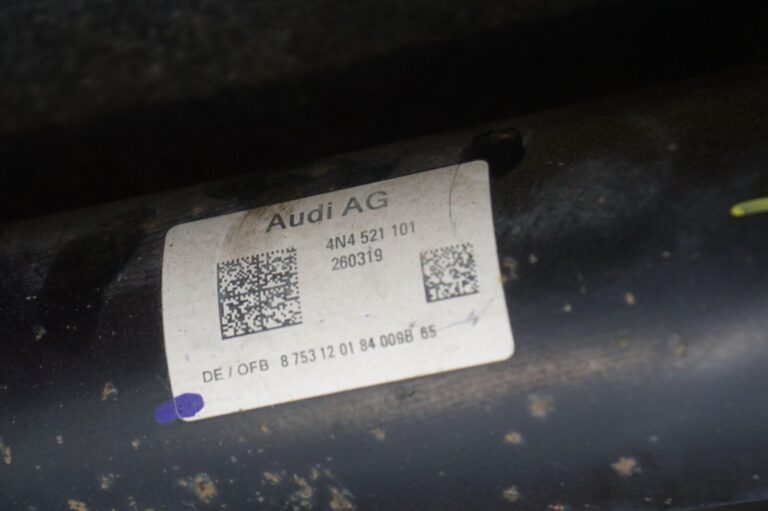 Audi AG
4N4 521 101
260319
DE / OFB 8 753 12 01 84 009B 65